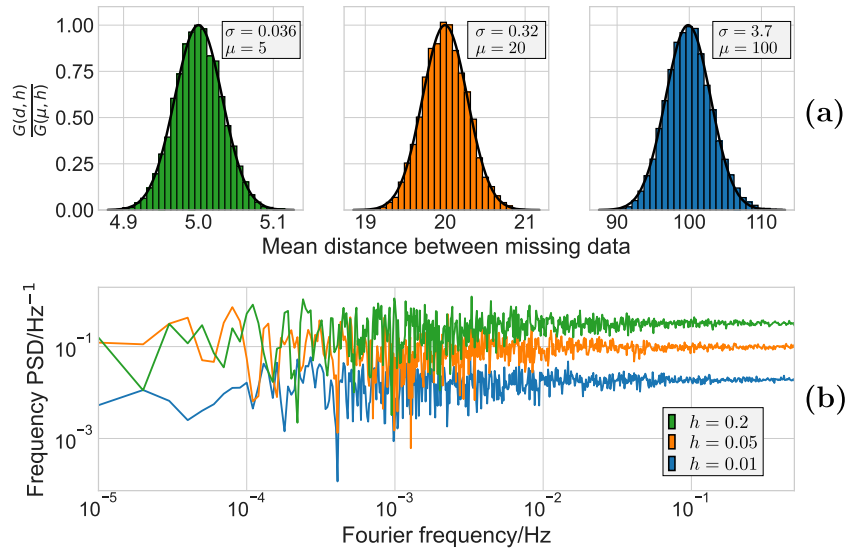 σ = 0.036
μ = 5
σ = 0.32
μ = 20
σ = 3.7
μ = 100
G(d, h)
G(μ, h)
1.00
0.75
0.50
0.25
0.00
(a)
4.9 5.0 5.1 19 20 21 90 100 110
Mean distance between missing data
Frequency PSD/Hz⁻¹
10⁻¹
10⁻³
(b)
h = 0.2
h = 0.05
h = 0.01
10⁻⁵ 10⁻⁴ 10⁻³ 10⁻² 10⁻¹
Fourier frequency/Hz